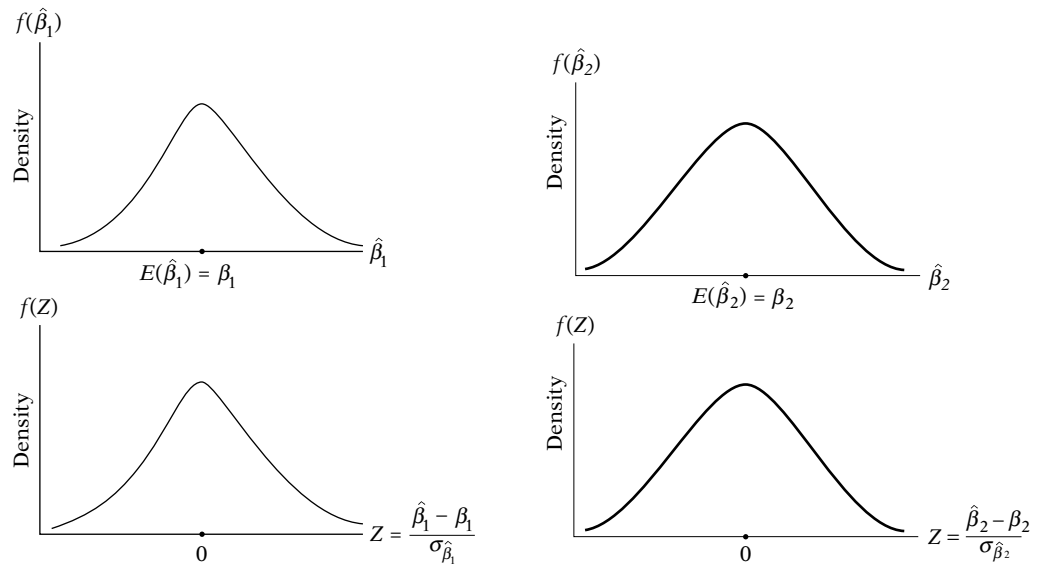 f(β̂₁)
Density
β̂₁
E(β̂₁) = β₁
f(β̂₂)
Density
β̂₂
E(β̂₂) = β₂
f(Z)
Density
Z = (β̂₁ − β₁) / σ_β̂₁
0
f(Z)
Density
Z = (β̂₂ − β₂) / σ_β̂₂
0